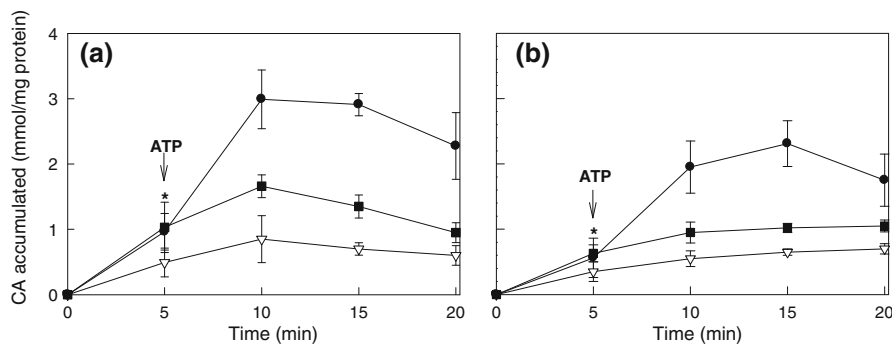 (a)
(b)
CA accumulated (mmol/mg protein)
4
3
2
1
0
ATP
*
ATP
*
0 5 10 15 20
0 5 10 15 20
Time (min)
Time (min)